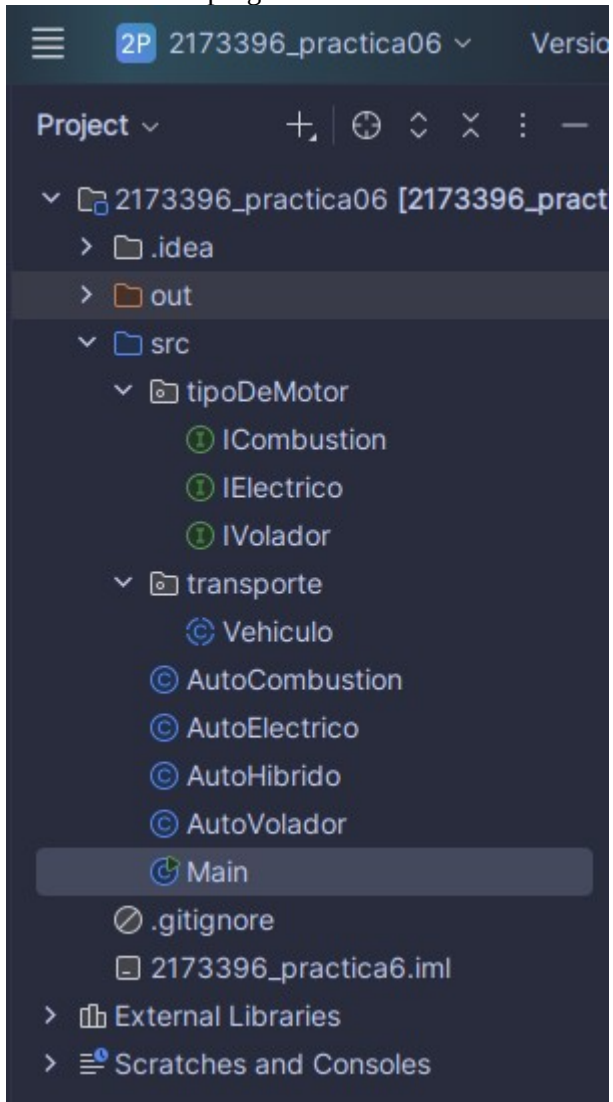 2P 2173396_practica06 Versio
Project
2173396_practica06 [2173396_pract
.idea
out
src
tipoDeMotor
ICombustion
IElectrico
IVolador
transporte
Vehiculo
AutoCombustion
AutoElectrico
AutoHibrido
AutoVolador
Main
.gitignore
2173396_practica6.iml
External Libraries
Scratches and Consoles